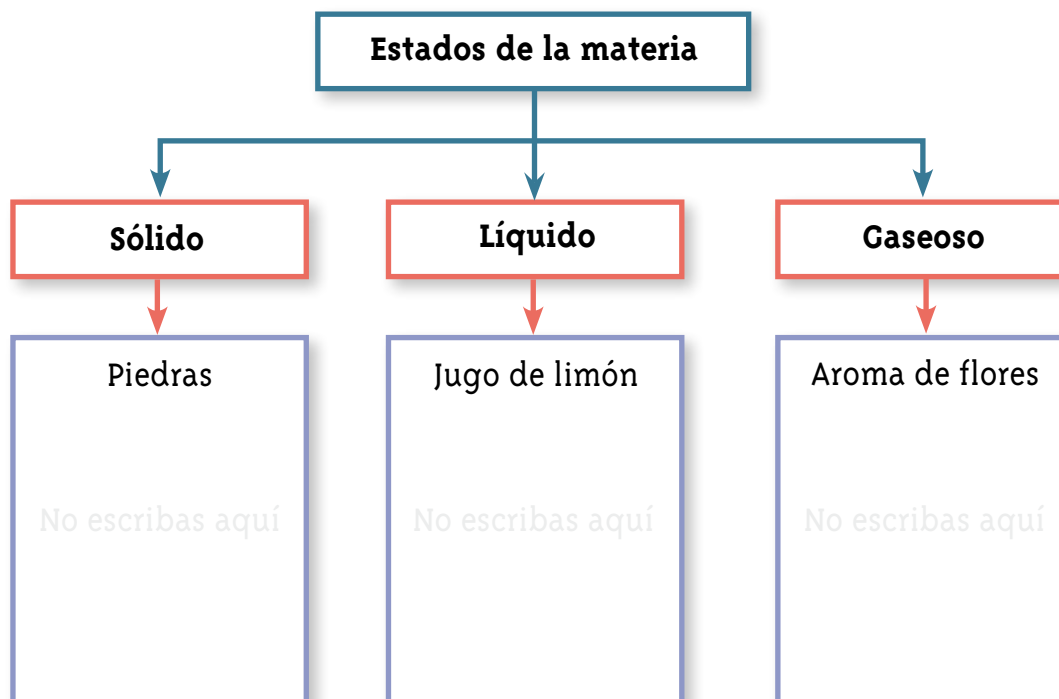 Estados de la materia
Sólido
Líquido
Gaseoso
Piedras
Jugo de limón
Aroma de flores
No escribas aquí
No escribas aquí
No escribas aquí